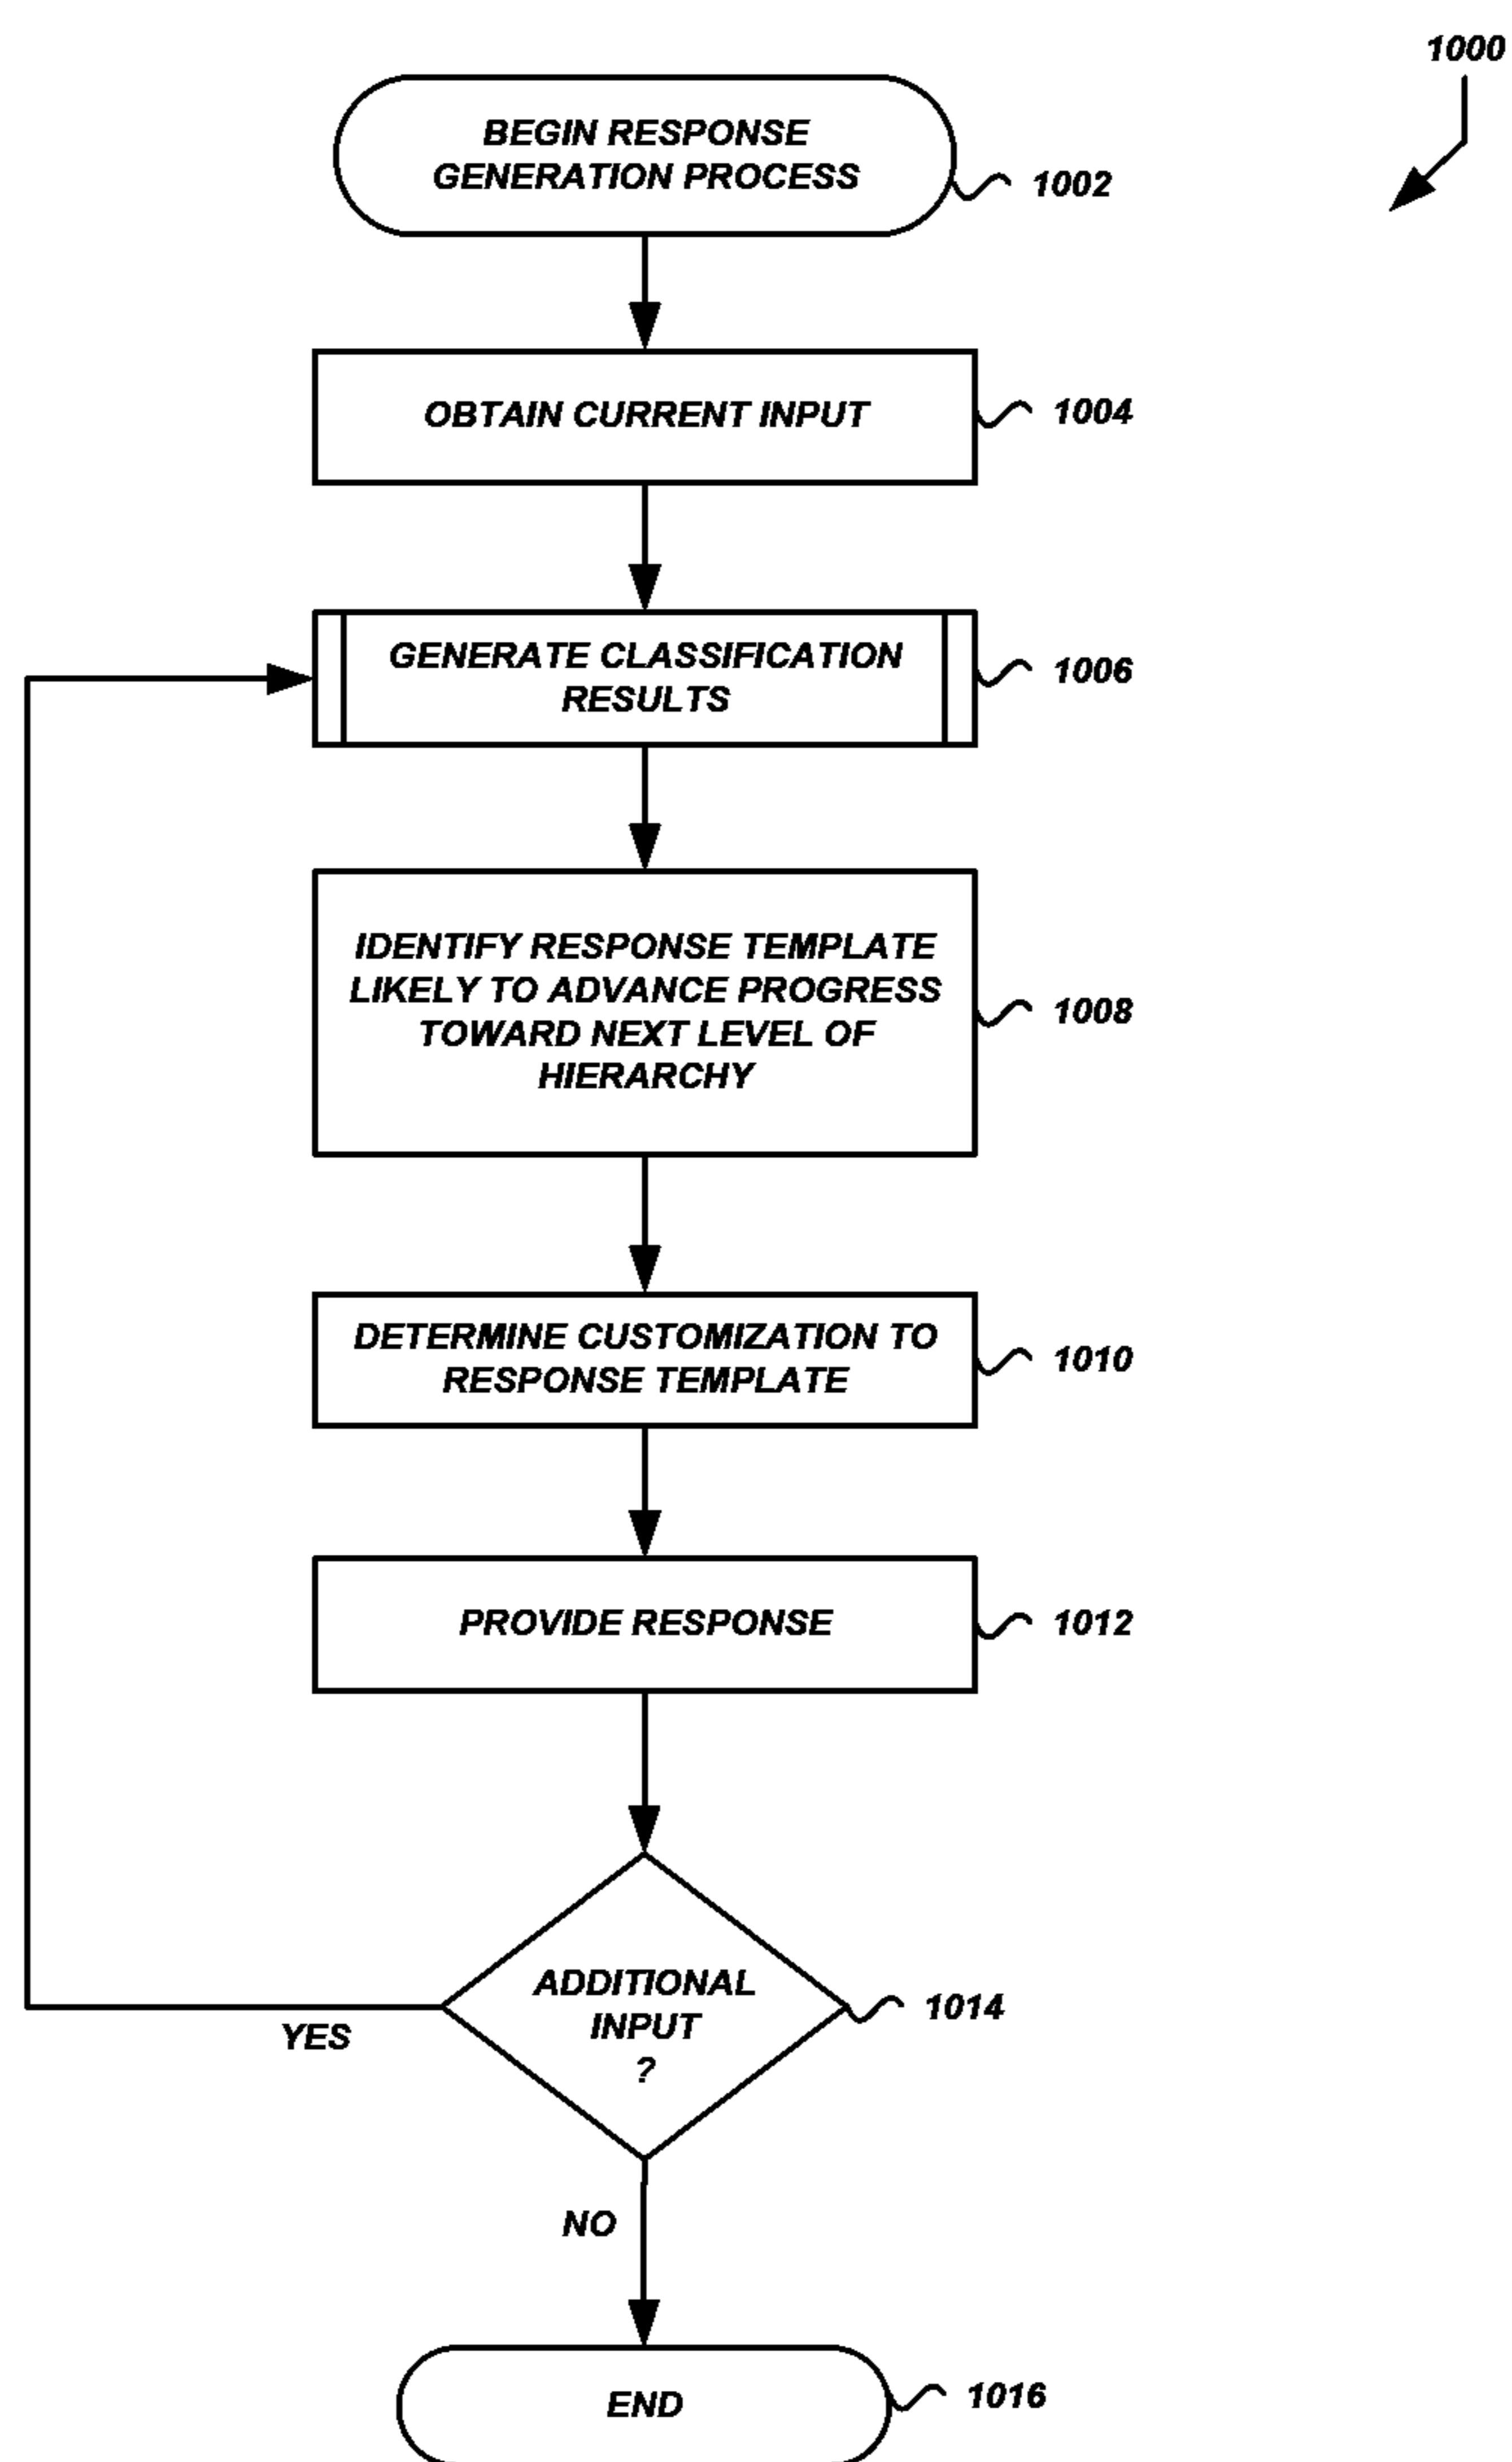 1000
BEGIN RESPONSE
GENERATION PROCESS
1002
OBTAIN CURRENT INPUT
1004
GENERATE CLASSIFICATION
RESULTS
1006
IDENTIFY RESPONSE TEMPLATE
LIKELY TO ADVANCE PROGRESS
TOWARD NEXT LEVEL OF
HIERARCHY
1008
DETERMINE CUSTOMIZATION TO
RESPONSE TEMPLATE
1010
PROVIDE RESPONSE
1012
ADDITIONAL
INPUT
?
1014
YES
NO
END
1016